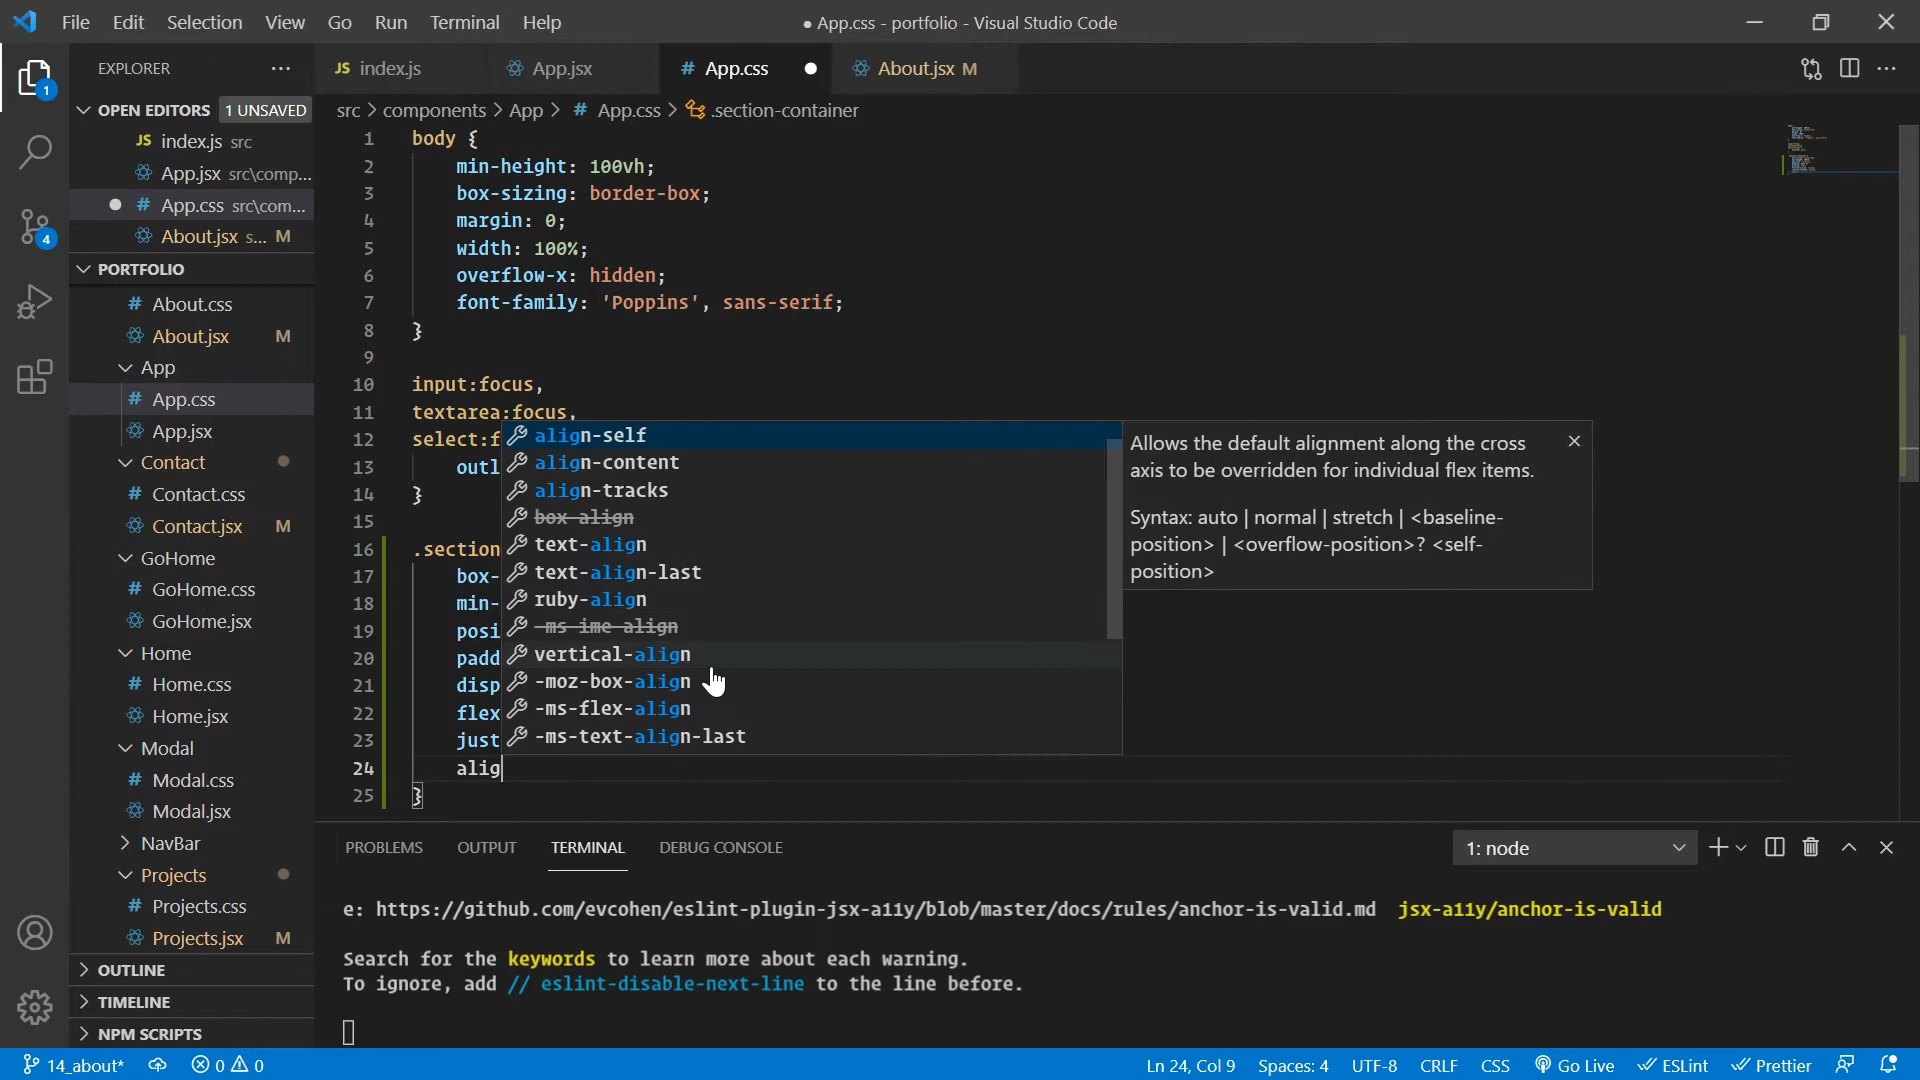 File Edit Selection View Go Run Terminal Help
● App.css - portfolio - Visual Studio Code
EXPLORER
OPEN EDITORS 1 UNSAVED
JS index.js src
App.jsx src\comp...
# App.css src\com...
About.jsx s... M
PORTFOLIO
# About.css
About.jsx M
App
# App.css
App.jsx
Contact
# Contact.css
Contact.jsx M
GoHome
# GoHome.css
GoHome.jsx
Home
# Home.css
Home.jsx
Modal
# Modal.css
Modal.jsx
NavBar
Projects
# Projects.css
Projects.jsx M
OUTLINE
TIMELINE
NPM SCRIPTS
1
4
JS index.js
App.jsx
# App.css ●
About.jsx M
src > components > App > # App.css > .section-container
1 body {
2 min-height: 100vh;
3 box-sizing: border-box;
4 margin: 0;
5 width: 100%;
6 overflow-x: hidden;
7 font-family: 'Poppins', sans-serif;
8 }
9
10 input:focus,
11 textarea:focus,
12 select:f
13 outl
14 }
15
16 .section
17 box-
18 min-
19 posi
20 padd
21 disp
22 flex
23 just
24 alig
25 }
align-self
align-content
align-tracks
box-align
text-align
text-align-last
ruby-align
-ms-ime-align
vertical-align
-moz-box-align
-ms-flex-align
-ms-text-align-last
Allows the default alignment along the cross
axis to be overridden for individual flex items.
Syntax: auto | normal | stretch | <baseline-
position> | <overflow-position>? <self-
position>
PROBLEMS OUTPUT TERMINAL DEBUG CONSOLE
1: node
e: https://github.com/evcohen/eslint-plugin-jsx-a11y/blob/master/docs/rules/anchor-is-valid.md jsx-a11y/anchor-is-valid
Search for the keywords to learn more about each warning.
To ignore, add // eslint-disable-next-line to the line before.
14_about* 0 0
Ln 24, Col 9 Spaces: 4 UTF-8 CRLF CSS Go Live ESLint Prettier